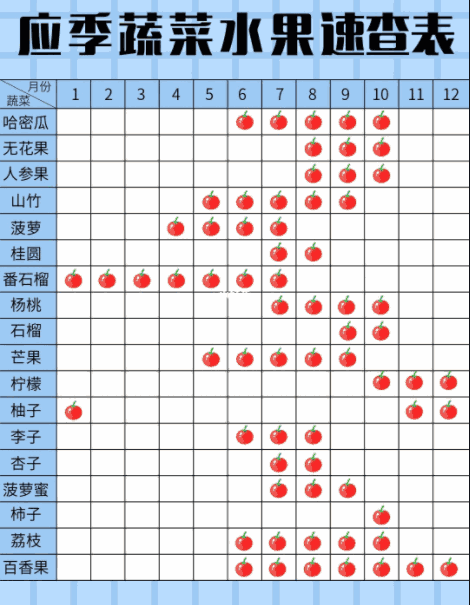 应季蔬菜水果速查表
月份
蔬菜 1 2 3 4 5 6 7 8 9 10 11 12
哈密瓜
无花果
人参果
山竹
菠萝
桂圆
番石榴
杨桃
石榴
芒果
柠檬
柚子
李子
杏子
菠萝蜜
柿子
荔枝
百香果